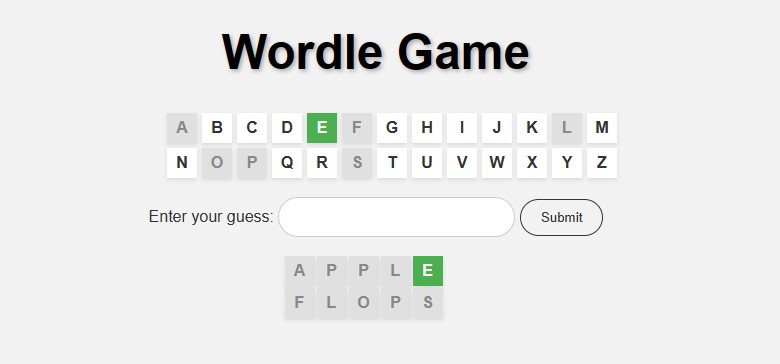 Wordle Game
A B C D E F G H I J K L M
N O P Q R S T U V W X Y Z
Enter your guess: Submit
A P P L E
F L O P S